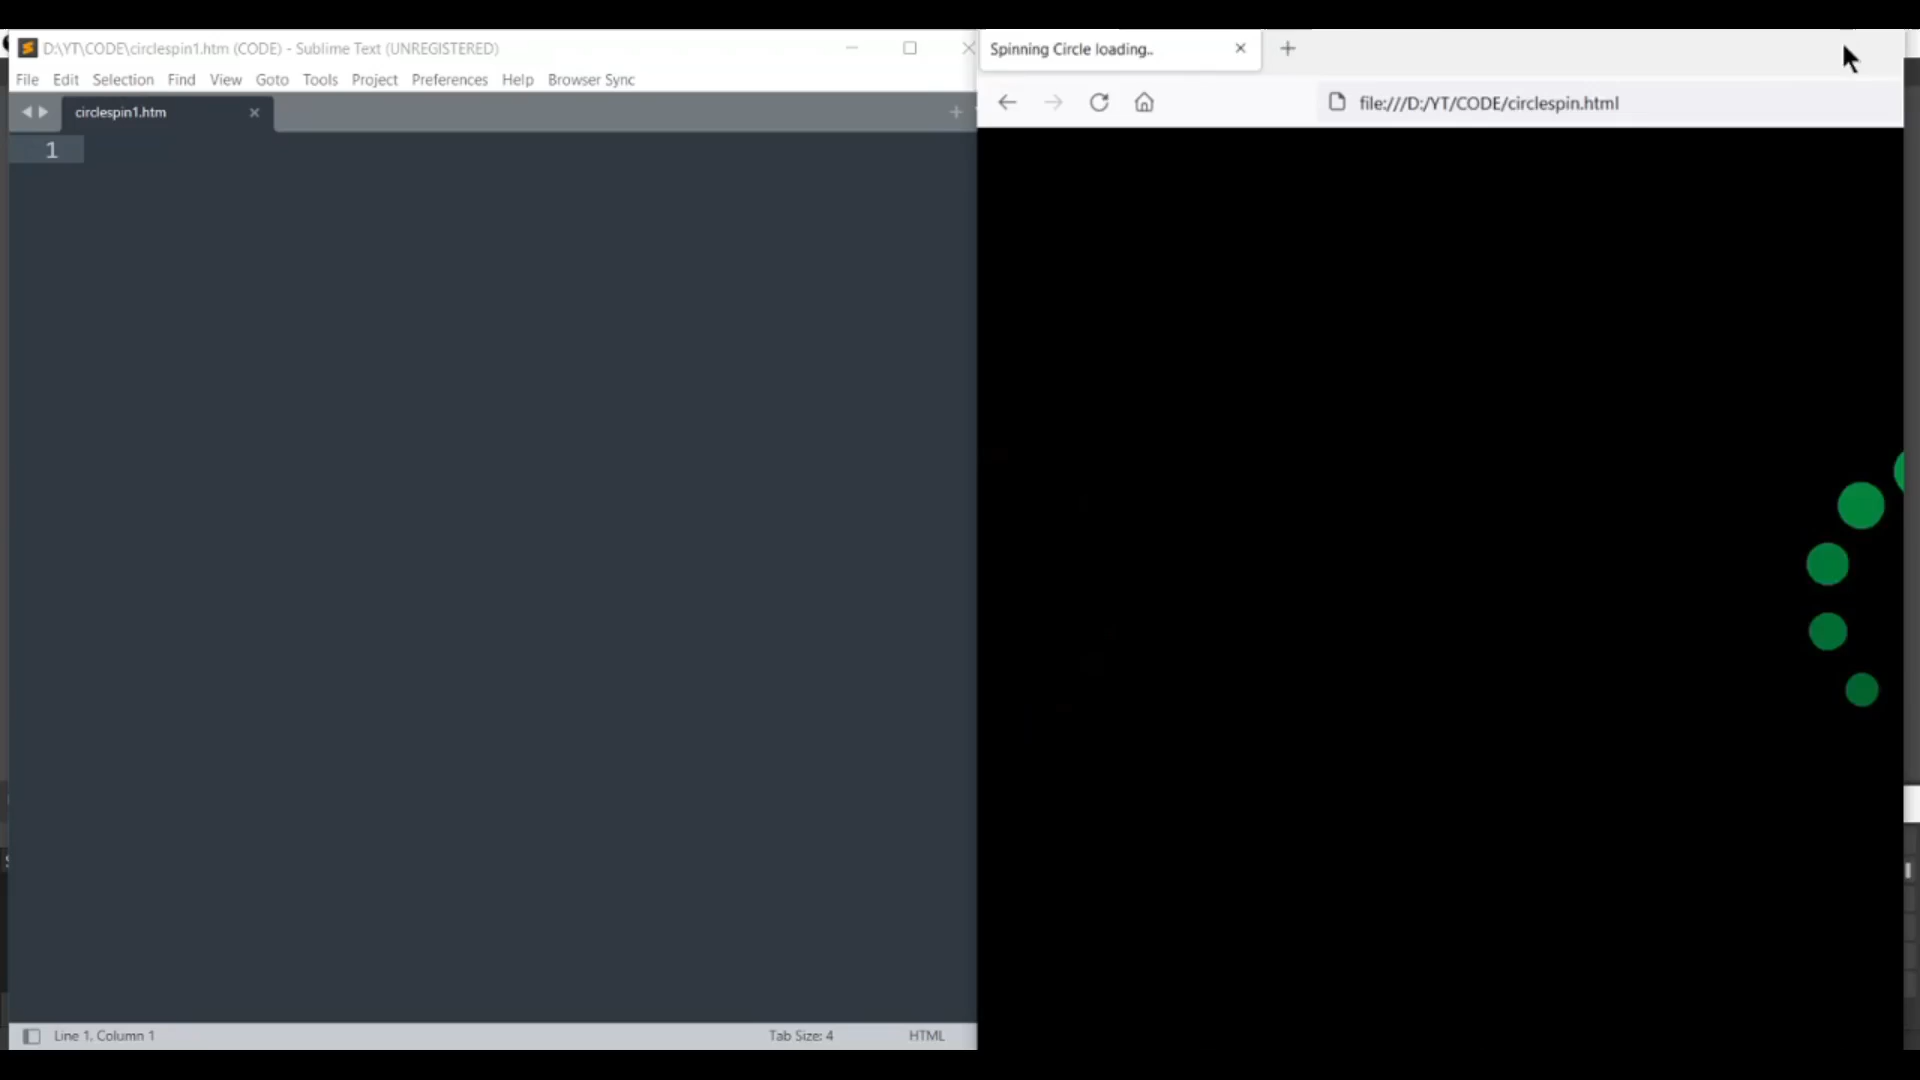 D:\YT\CODE\circlespin1.htm (CODE) - Sublime Text (UNREGISTERED)
File Edit Selection Find View Goto Tools Project Preferences Help Browser Sync
circlespin1.htm
1
Line 1, Column 1
Tab Size: 4
HTML
Spinning Circle loading..
file:///D:/YT/CODE/circlespin.html